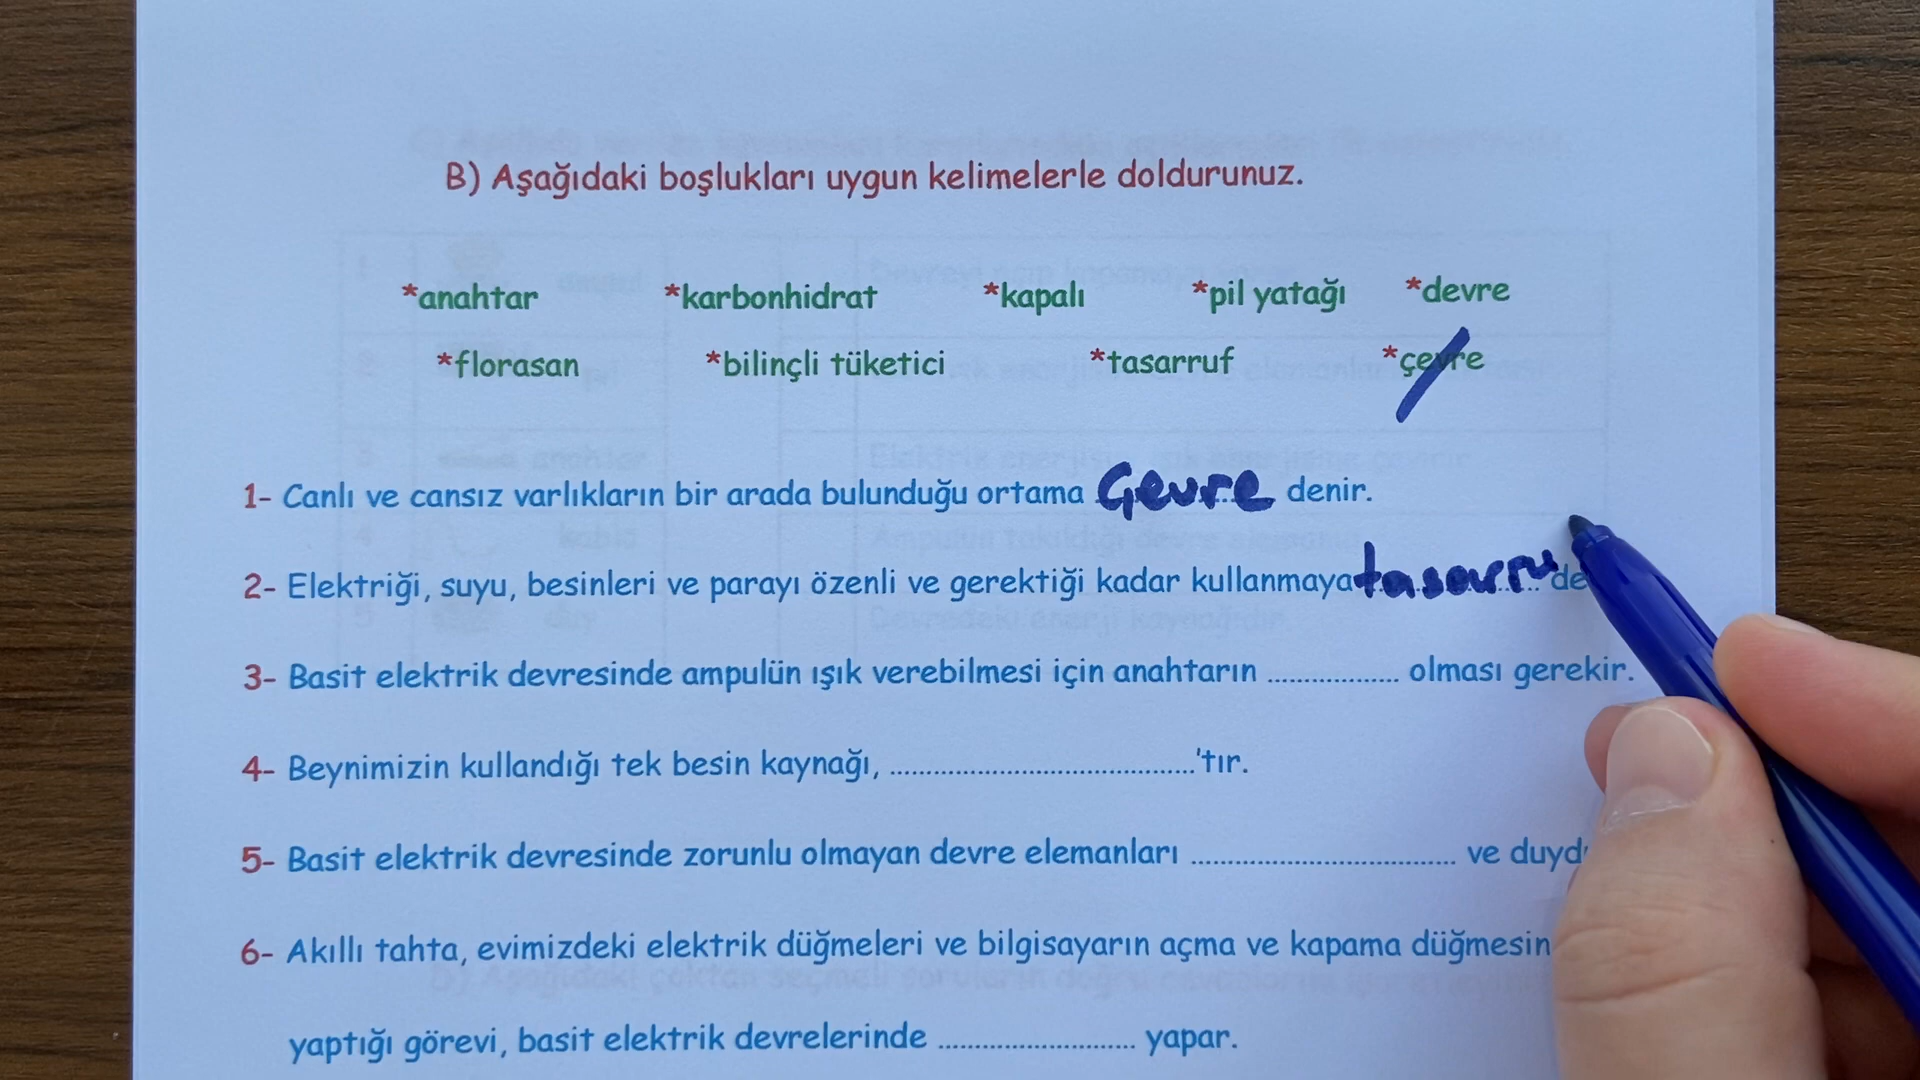 B) Aşağıdaki boşlukları uygun kelimelerle doldurunuz.
*anahtar *karbonhidrat *kapalı *pil yatağı *devre
*florasan *bilinçli tüketici *tasarruf *çevre
1- Canlı ve cansız varlıkların bir arada bulunduğu ortama Çevre denir.
2- Elektriği, suyu, besinleri ve parayı özenli ve gerektiği kadar kullanmaya tasarru de
3- Basit elektrik devresinde ampulün ışık verebilmesi için anahtarın ................. olması gerekir.
4- Beynimizin kullandığı tek besin kaynağı, .......................................'tır.
5- Basit elektrik devresinde zorunlu olmayan devre elemanları .................................. ve duyd
6- Akıllı tahta, evimizdeki elektrik düğmeleri ve bilgisayarın açma ve kapama düğmesin
yaptığı görevi, basit elektrik devrelerinde ......................... yapar.